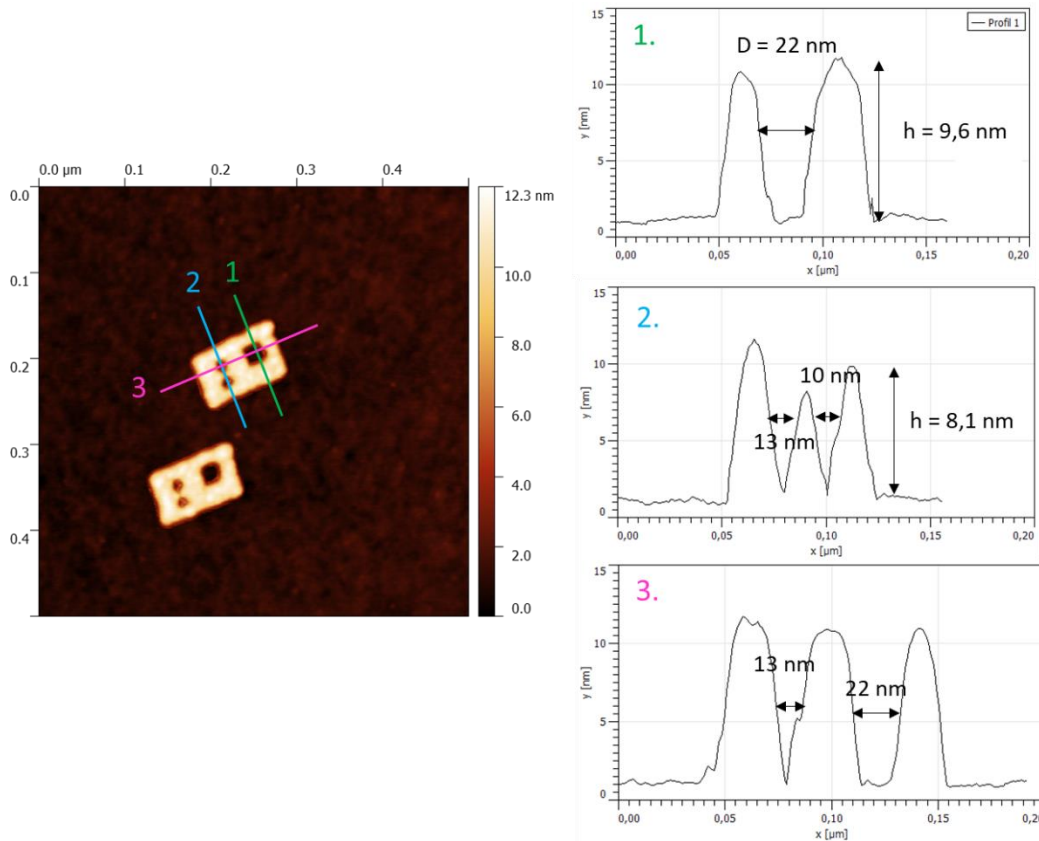 0.0 µm 0.1 0.2 0.3 0.4
0.0
0.1
0.2
0.3
0.4
2
1
3
12.3 nm
10.0
8.0
6.0
4.0
2.0
0.0
1.
Profil 1
D = 22 nm
h = 9,6 nm
15
10
5
0
y [nm]
0,00 0,05 0,10 0,15 0,20
x [µm]
2.
10 nm
13 nm
h = 8,1 nm
15
10
5
0
y [nm]
0,00 0,05 0,10 0,15 0,20
x [µm]
3.
13 nm
22 nm
15
10
5
0
y [nm]
0,00 0,05 0,10 0,15 0,20
x [µm]